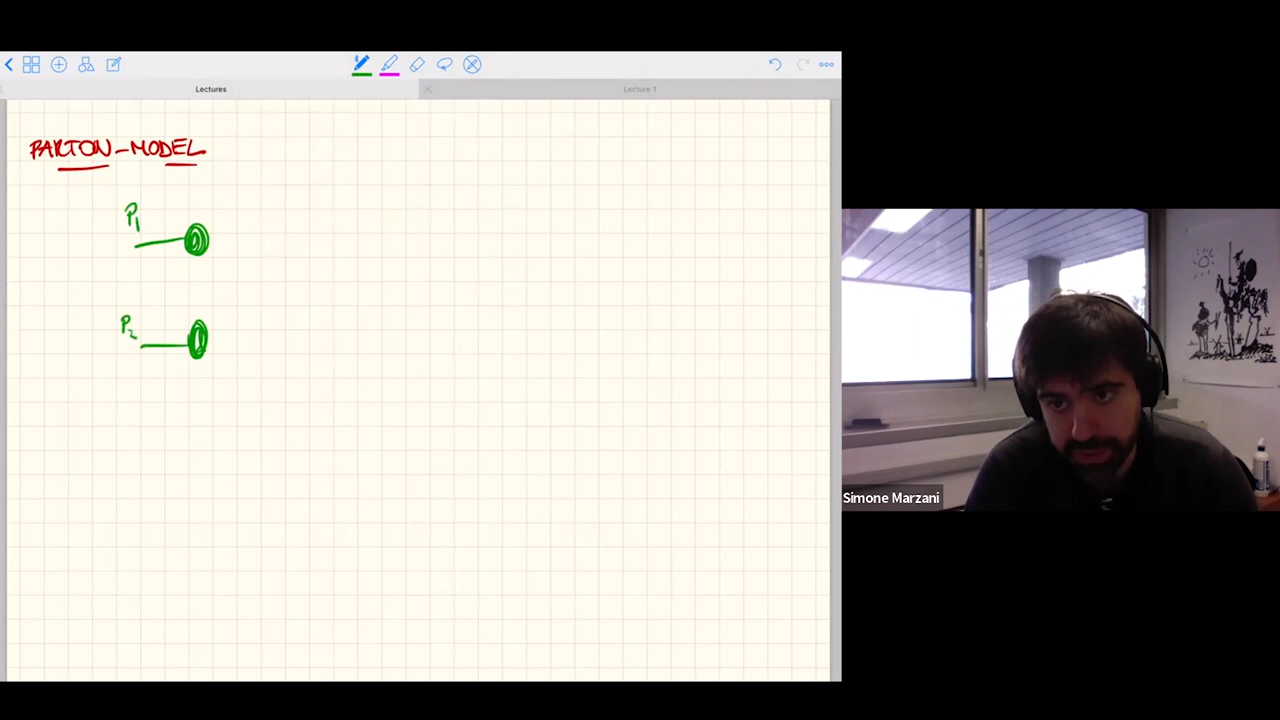 Lectures
Lecture 1
PARTON-MODEL
P1
P2
Simone Marzani